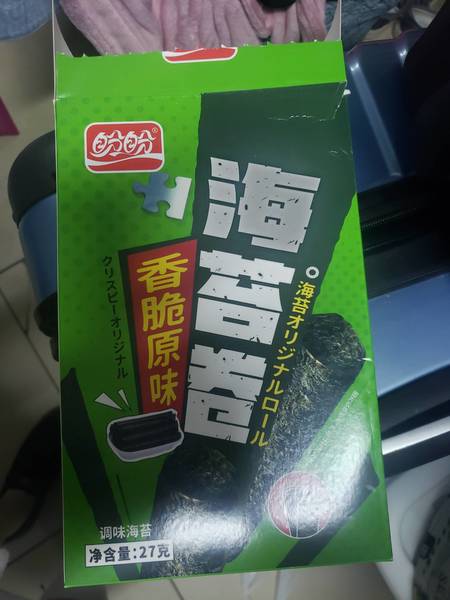 盼盼®
海苔卷
海苔オリジナルロール
香脆原味
クリスピーオリジナル
调味海苔
净含量:27克